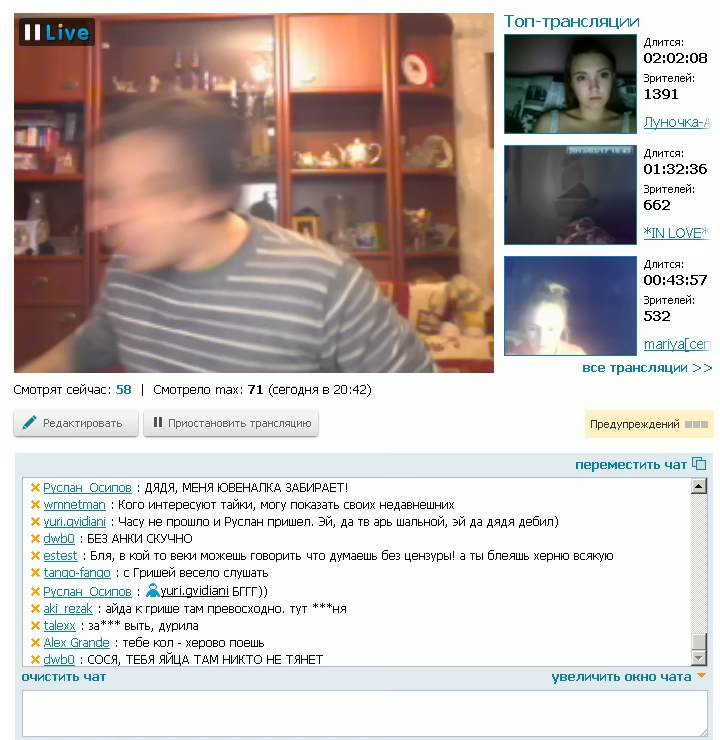 Live
Топ-трансляции
Длится:
02:02:08
Зрителей:
1391
Луночка-А
Длится:
01:32:36
Зрителей:
662
*IN LOVE*
Длится:
00:43:57
Зрителей:
532
mariya[cen
все трансляции >>
Смотрят сейчас: 58 | Смотрело max: 71 (сегодня в 20:42)
Редактировать
Приостановить трансляцию
Предупреждений
переместить чат
Руслан_Осипов : ДЯДЯ, МЕНЯ ЮВЕНАЛКА ЗАБИРАЕТ!
wmnetman : Кого интересуют тайки, могу показать своих недавнешних
yuri.gvidiani : Часу не прошло и Руслан пришел. Эй, да тв арь шальной, эй да дядя дебил)
dwb0 : БЕЗ АНКИ СКУЧНО
estest : Бля, в кой то веки можешь говорить что думаешь без цензуры! а ты блеяшь херню всякую
tango-fango : с Гришей весело слушать
Руслан_Осипов : yuri.gvidiani БГГГ))
aki_rezak : айда к грише там превосходно. тут ***ня
talexx : за*** выть, дурила
Alex Grande : тебе кол - херово поешь
dwb0 : СОСЯ, ТЕБЯ ЯЙЦА ТАМ НИКТО НЕ ТЯНЕТ
очистить чат
увеличить окно чата